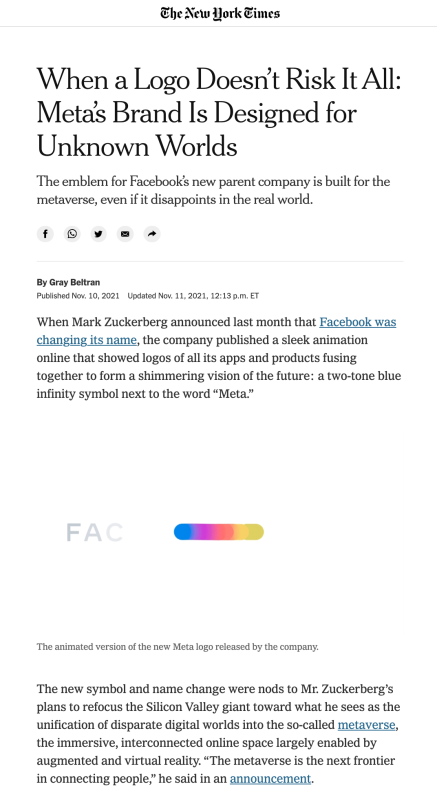 The New York Times
When a Logo Doesn’t Risk It All:
Meta’s Brand Is Designed for
Unknown Worlds
The emblem for Facebook’s new parent company is built for the
metaverse, even if it disappoints in the real world.
By Gray Beltran
Published Nov. 10, 2021 Updated Nov. 11, 2021, 12:13 p.m. ET
When Mark Zuckerberg announced last month that Facebook was
changing its name, the company published a sleek animation
online that showed logos of all its apps and products fusing
together to form a shimmering vision of the future: a two-tone blue
infinity symbol next to the word “Meta.”
FAC
The animated version of the new Meta logo released by the company.
The new symbol and name change were nods to Mr. Zuckerberg’s
plans to refocus the Silicon Valley giant toward what he sees as the
unification of disparate digital worlds into the so-called metaverse,
the immersive, interconnected online space largely enabled by
augmented and virtual reality. “The metaverse is the next frontier
in connecting people,” he said in an announcement.